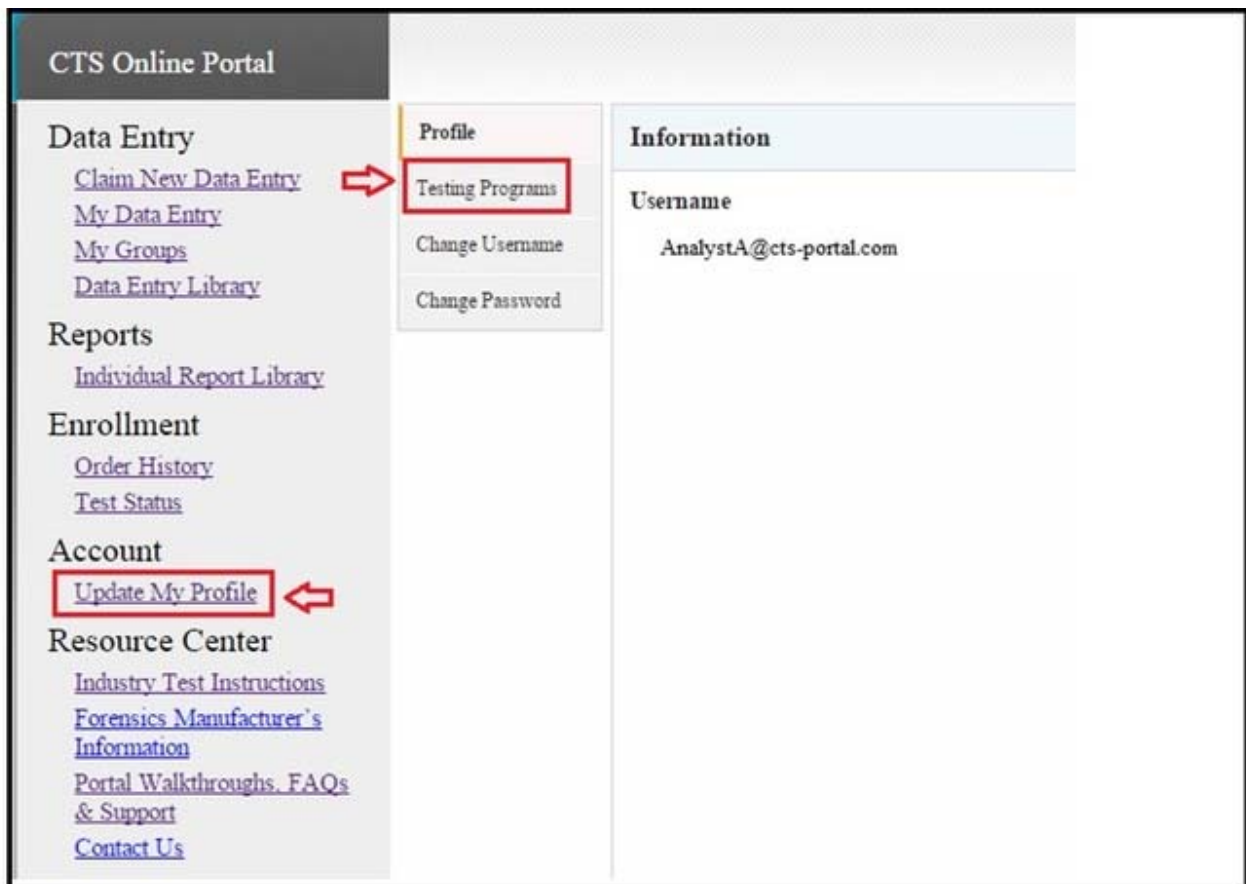 CTS Online Portal
Data Entry
Claim New Data Entry
My Data Entry
My Groups
Data Entry Library
Reports
Individual Report Library
Enrollment
Order History
Test Status
Account
Update My Profile
Resource Center
Industry Test Instructions
Forensics Manufacturer`s
Information
Portal Walkthroughs, FAQs
& Support
Contact Us
Profile
Testing Programs
Change Username
Change Password
Information
Username
AnalystA@cts-portal.com